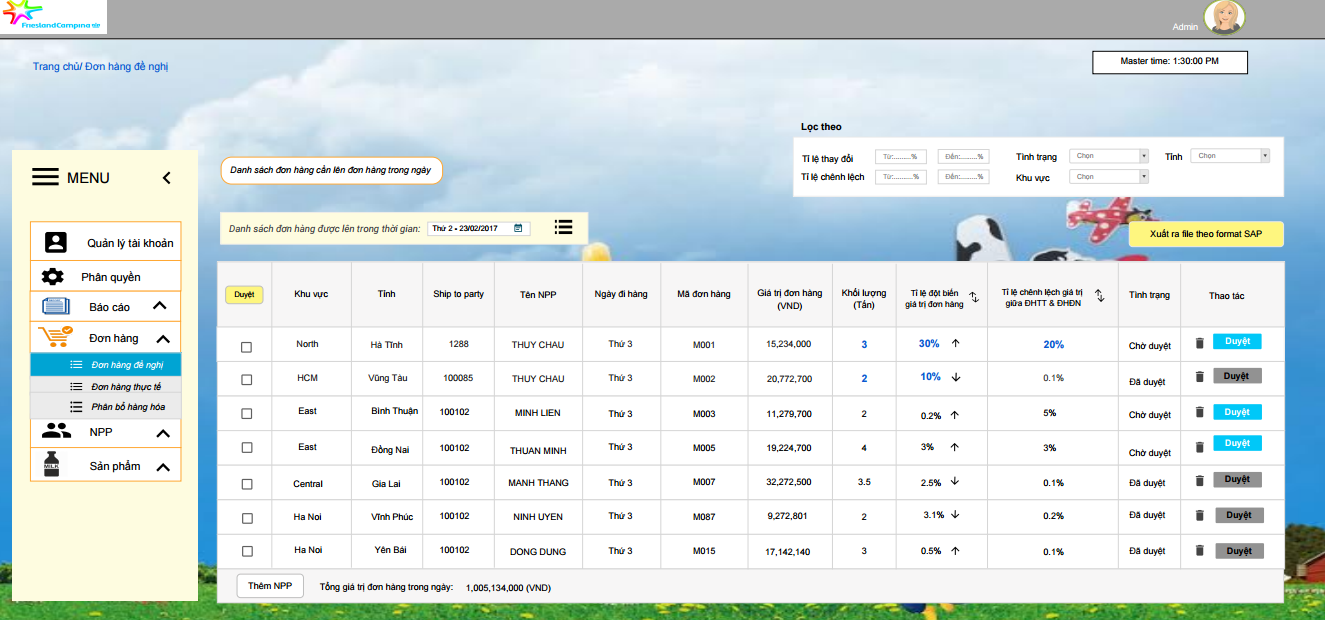 FrieslandCampina
Admin
Trang chủ/ Đơn hàng đề nghị
Master time: 1:30:00 PM
Lọc theo
Tỉ lệ thay đổi Từ:.........% Đến:........% Tình trạng Chọn Tỉnh Chọn
Tỉ lệ chênh lệch Từ:.........% Đến:........% Khu vực Chọn
MENU
Quản lý tài khoản
Phân quyền
Báo cáo
Đơn hàng
Đơn hàng đề nghị
Đơn hàng thực tế
Phân bổ hàng hóa
NPP
MILK
Sản phẩm
Danh sách đơn hàng cần lên đơn hàng trong ngày
Danh sách đơn hàng được lên trong thời gian: Thứ 2 - 23/02/2017
Xuất ra file theo format SAP
Duyệt Khu vực Tỉnh Ship to party Tên NPP Ngày đi hàng Mã đơn hàng Giá trị đơn hàng (VND) Khối lượng (Tấn) Tỉ lệ đột biến giá trị đơn hàng Tỉ lệ chênh lệch giá trị giữa ĐHTT & ĐHĐN Tình trạng Thao tác
North Hà Tĩnh 1288 THUY CHAU Thứ 3 M001 15,234,000 3 30% ↑ 20% Chờ duyệt Duyệt
HCM Vũng Tàu 100085 THUY CHAU Thứ 3 M002 20,772,700 2 10% ↓ 0.1% Đã duyệt Duyệt
East Bình Thuận 100102 MINH LIEN Thứ 3 M003 11,279,700 2 0.2% ↑ 5% Chờ duyệt Duyệt
East Đồng Nai 100102 THUAN MINH Thứ 3 M005 19,224,700 4 3% ↑ 3% Chờ duyệt Duyệt
Central Gia Lai 100102 MANH THANG Thứ 3 M007 32,272,500 3.5 2.5% ↓ 0.1% Đã duyệt Duyệt
Ha Noi Vĩnh Phúc 100102 NINH UYEN Thứ 3 M087 9,272,801 2 3.1% ↓ 0.2% Đã duyệt Duyệt
Ha Noi Yên Bái 100102 DONG DUNG Thứ 3 M015 17,142,140 3 0.5% ↑ 0.1% Đã duyệt Duyệt
Thêm NPP Tổng giá trị đơn hàng trong ngày: 1,005,134,000 (VND)